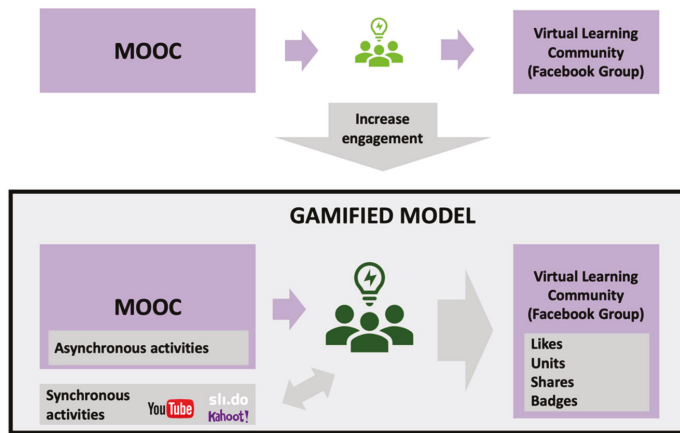 MOOC
Virtual Learning
Community
(Facebook Group)
Increase
engagement
GAMIFIED MODEL
MOOC
Asynchronous activities
Synchronous
activities
YouTube
slı.do
Kahoot!
Virtual Learning
Community
(Facebook Group)
Likes
Units
Shares
Badges